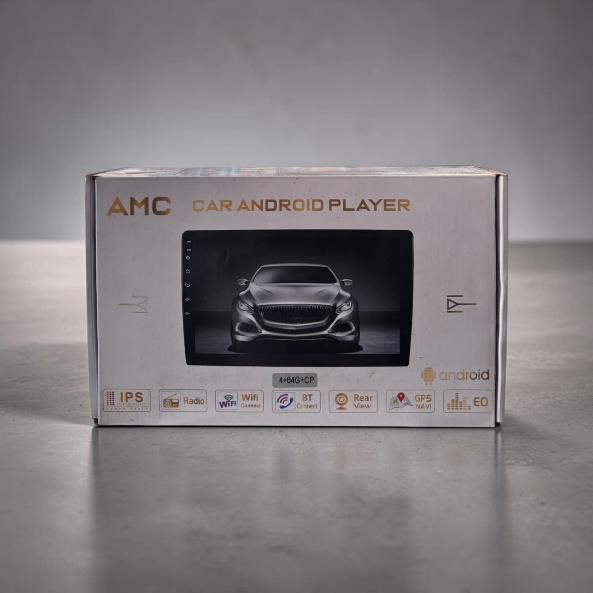 AMC CAR ANDROID PLAYER
4+64G+CP
android
IPS
Radio
WiFi
Wifi
Connect
BT
Connect
Rear
View
GPS
NAVI
EQ